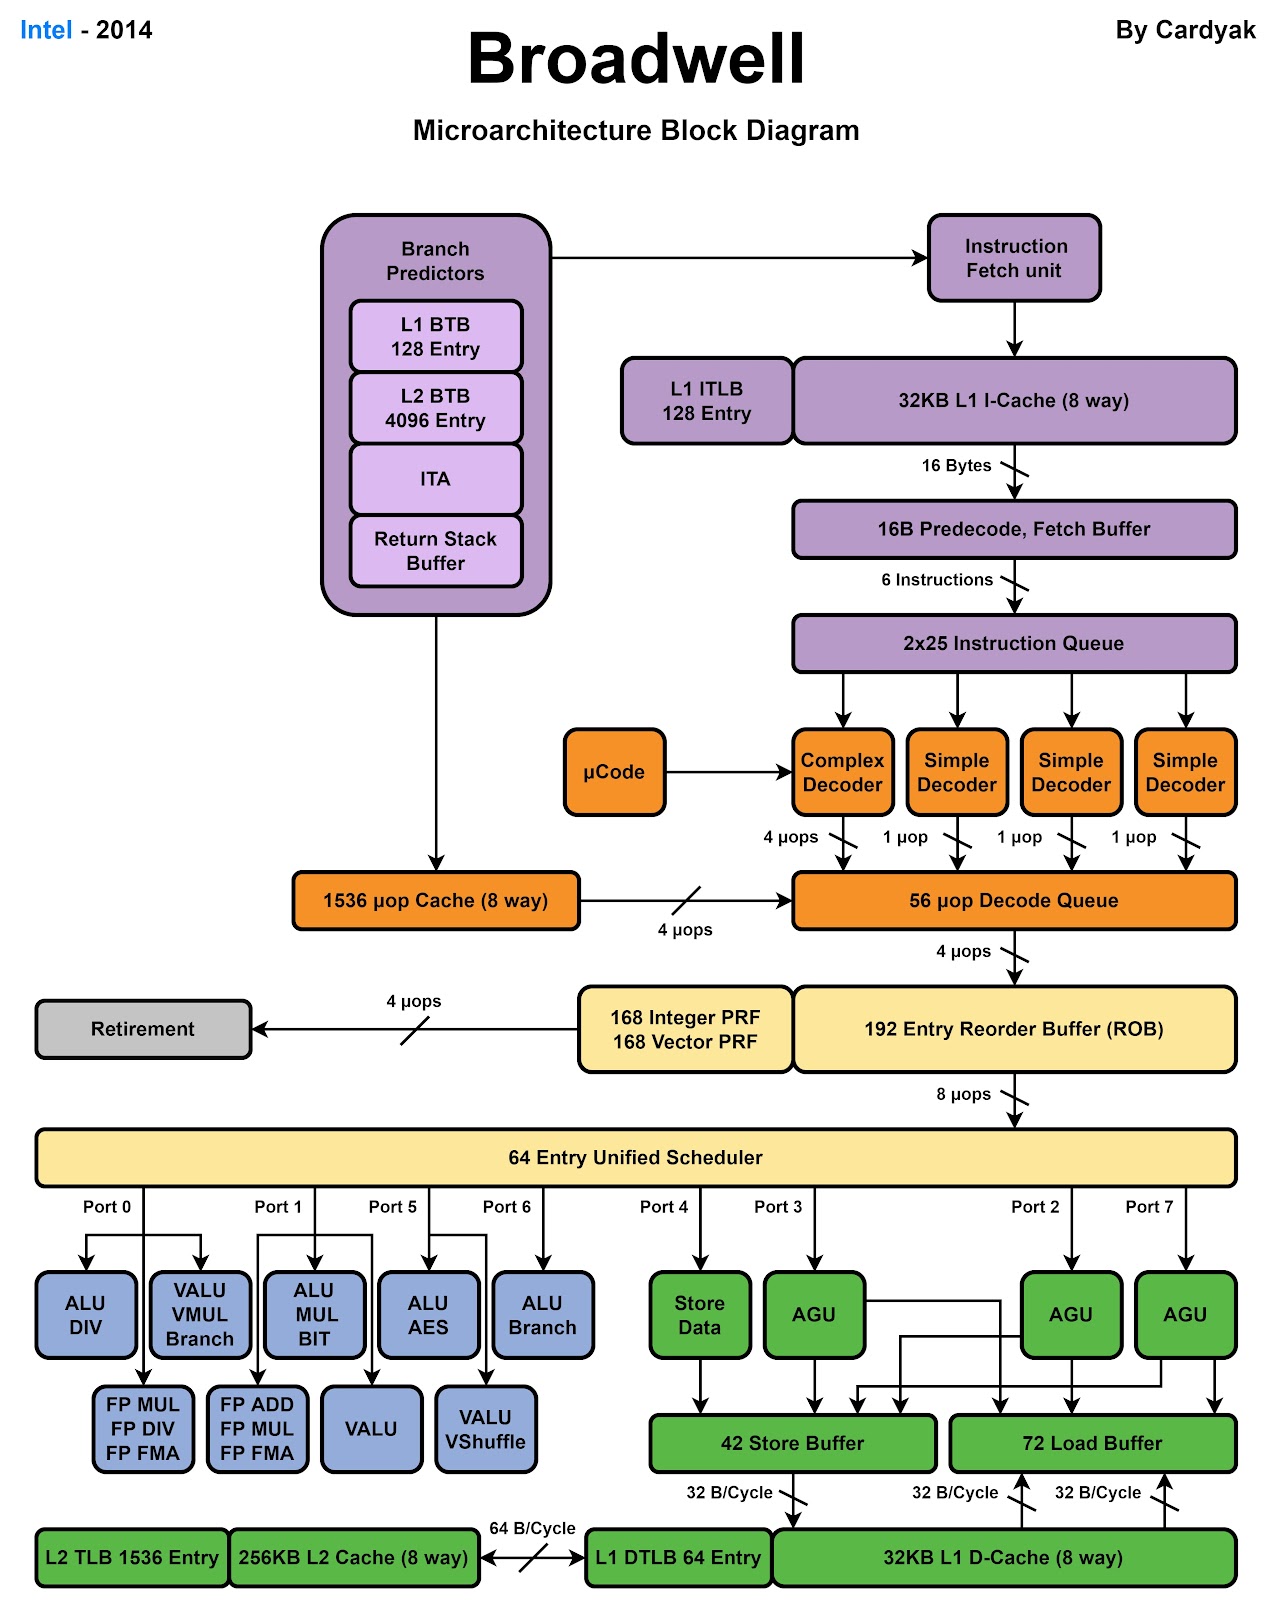 Intel - 2014
By Cardyak
Broadwell
Microarchitecture Block Diagram
Branch
Predictors
L1 BTB
128 Entry
L2 BTB
4096 Entry
ITA
Return Stack
Buffer
Instruction
Fetch unit
L1 ITLB
128 Entry
32KB L1 I-Cache (8 way)
16 Bytes
16B Predecode, Fetch Buffer
6 Instructions
2x25 Instruction Queue
µCode
Complex
Decoder
Simple
Decoder
Simple
Decoder
Simple
Decoder
4 µops
1 µop
1 µop
1 µop
1536 µop Cache (8 way)
4 µops
56 µop Decode Queue
4 µops
Retirement
4 µops
168 Integer PRF
168 Vector PRF
192 Entry Reorder Buffer (ROB)
8 µops
64 Entry Unified Scheduler
Port 0
Port 1
Port 5
Port 6
Port 4
Port 3
Port 2
Port 7
ALU
DIV
VALU
VMUL
Branch
ALU
MUL
BIT
ALU
AES
ALU
Branch
Store
Data
AGU
AGU
AGU
FP MUL
FP DIV
FP FMA
FP ADD
FP MUL
FP FMA
VALU
VALU
VShuffle
42 Store Buffer
72 Load Buffer
32 B/Cycle
32 B/Cycle
32 B/Cycle
L2 TLB 1536 Entry
256KB L2 Cache (8 way)
64 B/Cycle
L1 DTLB 64 Entry
32KB L1 D-Cache (8 way)